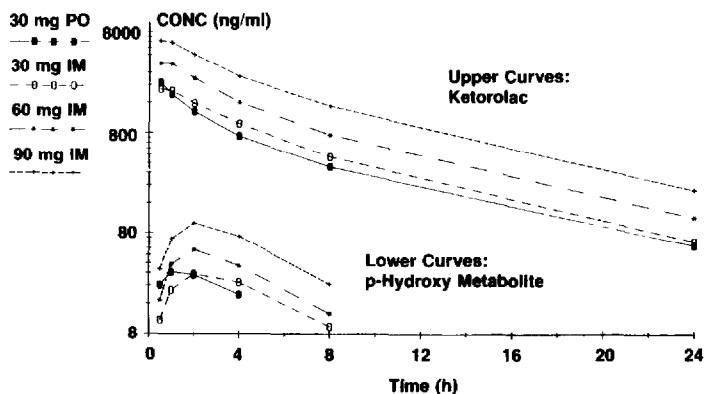 30 mg PO
30 mg IM
60 mg IM
90 mg IM
CONC (ng/ml)
8000
800
80
8
Upper Curves:
Ketorolac
Lower Curves:
p-Hydroxy Metabolite
0 4 8 12 16 20 24
Time (h)